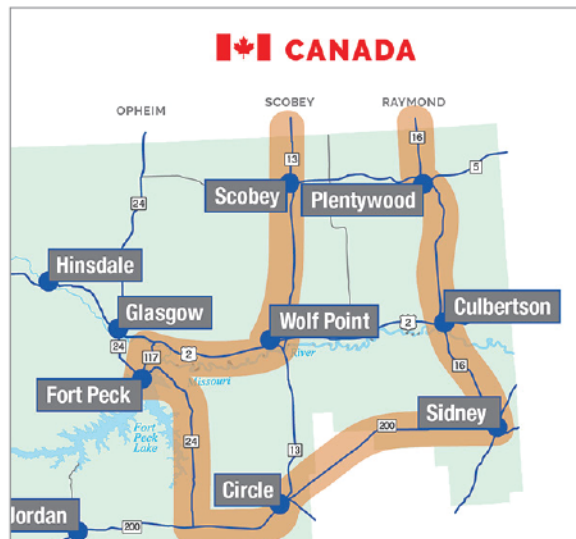 CANADA
OPHEIM
SCOBEY
RAYMOND
16
13
5
Scobey
Plentywood
24
Hinsdale
Glasgow
Wolf Point
2
Culbertson
24
117
2
River
Missouri
16
Fort Peck
Fort
Peck
Lake
24
13
Sidney
200
Circle
Jordan
200